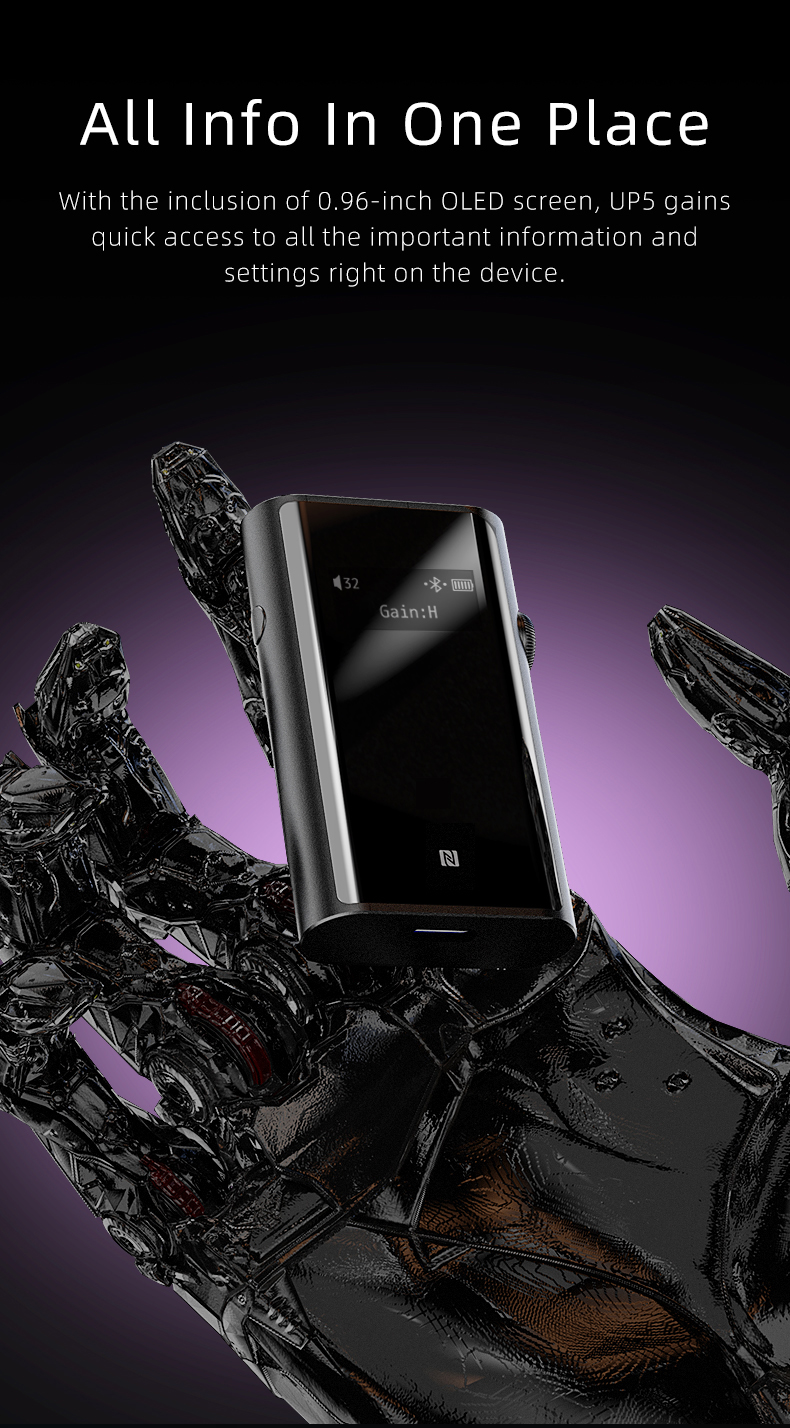 All Info In One Place
With the inclusion of 0.96-inch OLED screen, UP5 gains
quick access to all the important information and
settings right on the device.
32
Gain:H